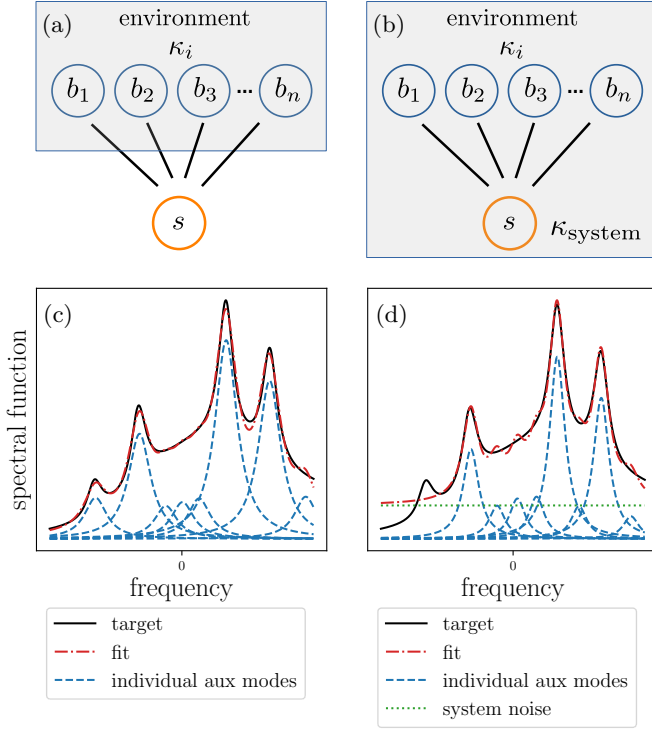 (a) environment
κ_i
b_1 b_2 b_3 ... b_n
s
(b) environment
κ_i
b_1 b_2 b_3 ... b_n
s κ_system
(c)
spectral function
0
frequency
target
fit
individual aux modes
(d)
0
frequency
target
fit
individual aux modes
system noise